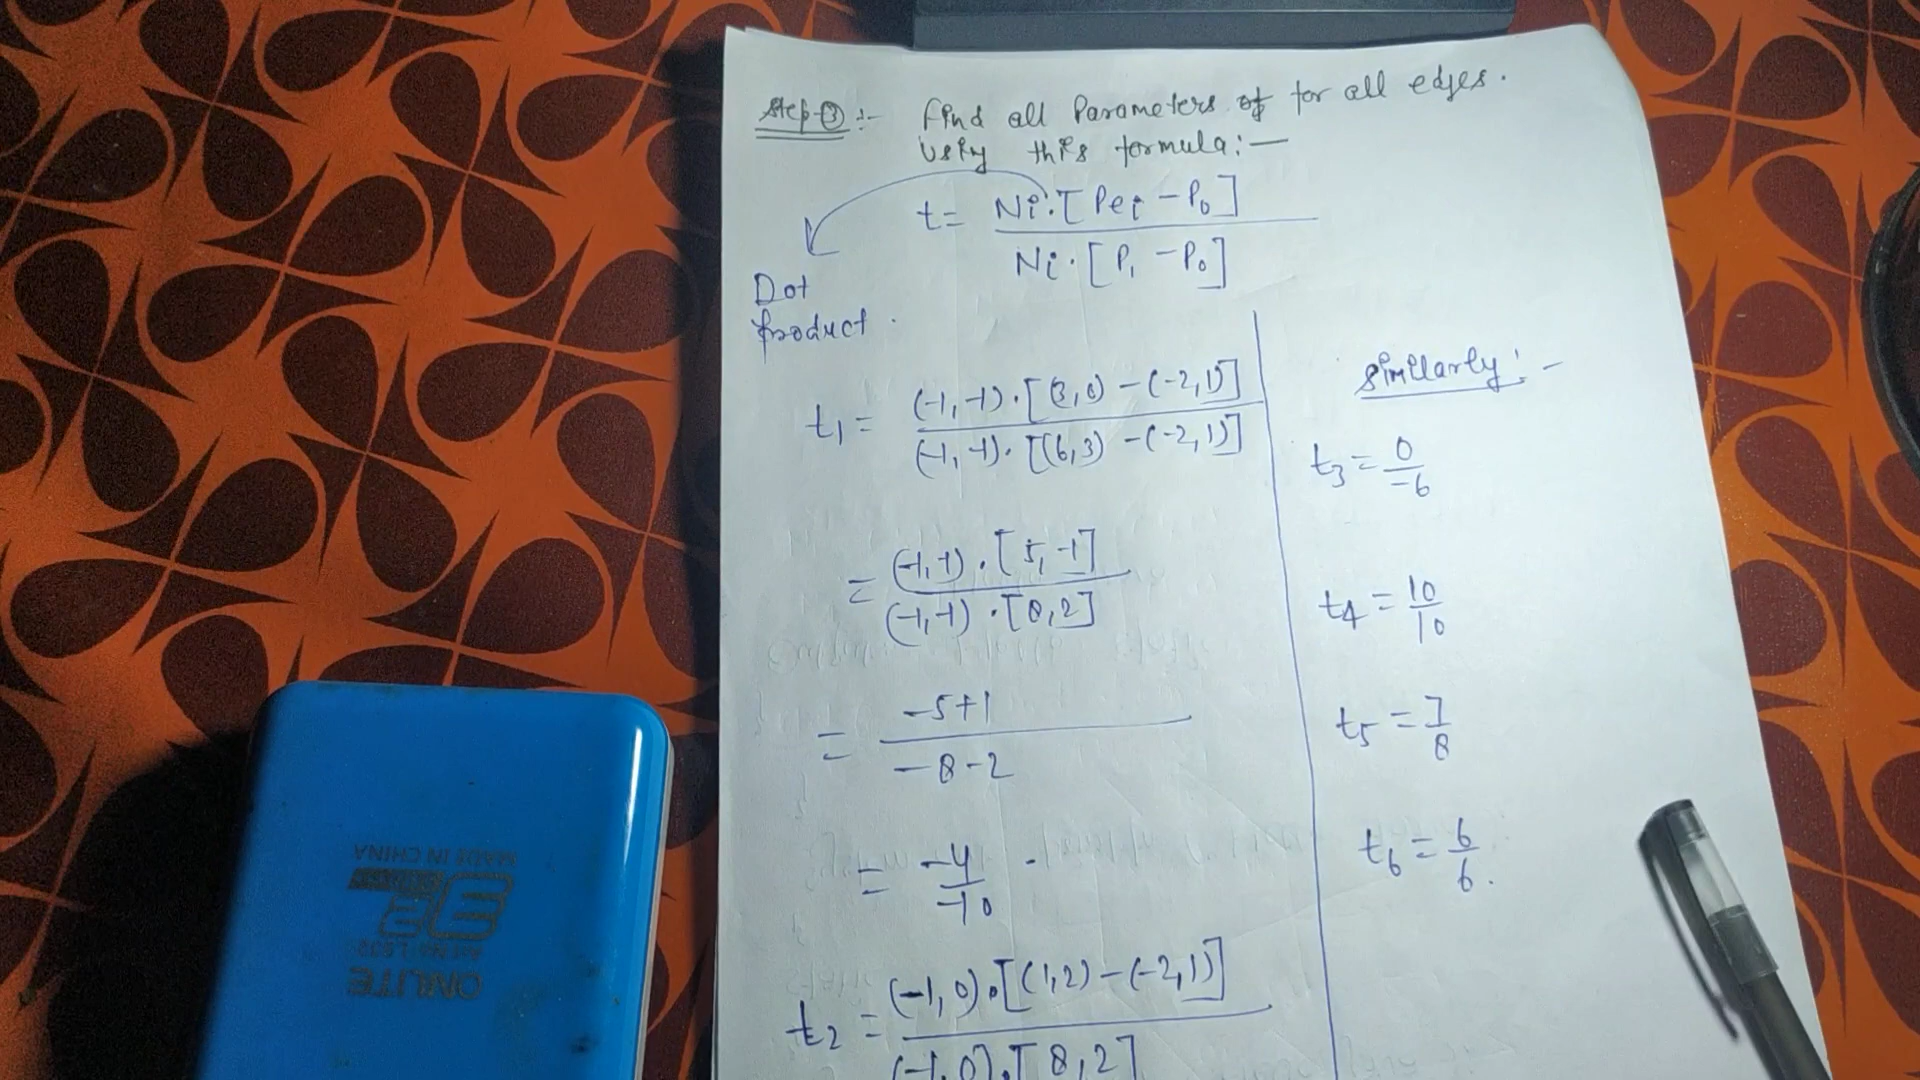 Step-③ :- Find all Parameters of for all edges.
Using this formula:-
t = Ni·[Pei - P₀]
Ni·[P₁ - P₀]
Dot
Product.
t₁ = (-1,-1)·[(3,0) - (-2,1)]
(-1,-1)·[(6,3) - (-2,1)]
= (-1,-1)·[5,-1]
(-1,-1)·[8,2]
= -5+1
-8-2
= -4
-10
t₂ = (-1,0)·[(1,2) - (-2,1)]
(-1,0)·[8,2]
Similarly:-
t₃ = 0
-6
t₄ = 10
10
t₅ = 7
8
t₆ = 6
6.
MADE IN CHINA
OMLITE